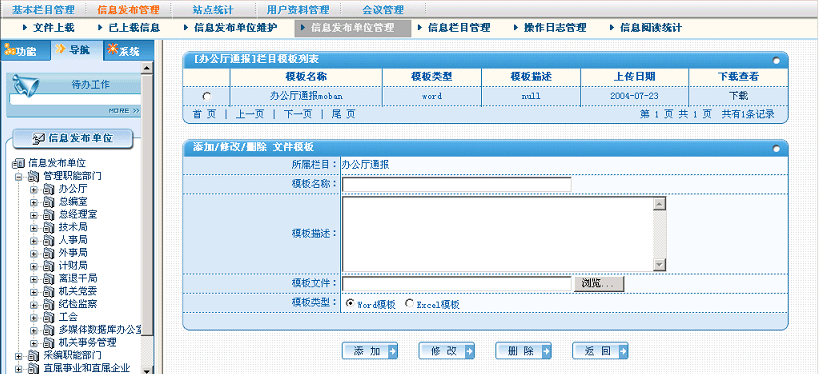 基本栏目管理 信息发布管理 站点统计 用户资料管理 会议管理
文件上载 已上载信息 信息发布单位维护 信息发布单位管理 信息栏目管理 操作日志管理 信息阅读统计
功能 导航 系统
待办工作
MORE >>
信息发布单位
信息发布单位
管理职能部门
办公厅
总编室
总经理室
技术局
人事局
外事局
计财局
离退干局
机关党委
纪检监察
工会
多媒体数据库办公室
机关事务管理
采编职能部门
直属事业和直属企业
[办公厅通报]栏目模板列表
模板名称 模板类型 模板描述 上传日期 下载查看
办公厅通报moban word null 2004-07-23 下载
首 页 | 上一页 | 下一页 | 尾 页 第 1 页 共 1 页 共有1条记录
添加/修改/删除 文件模板
所属栏目: 办公厅通报
模板名称:
模板描述:
模板文件: 浏览...
模板类型: Word模板 Excel模板
添 加 修 改 删 除 返 回